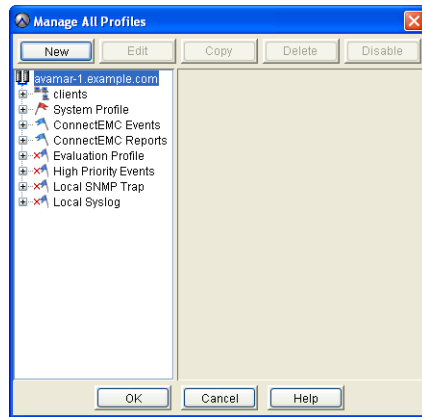 Manage All Profiles
New Edit Copy Delete Disable
avamar-1.example.com
clients
System Profile
ConnectEMC Events
ConnectEMC Reports
Evaluation Profile
High Priority Events
Local SNMP Trap
Local Syslog
OK Cancel Help